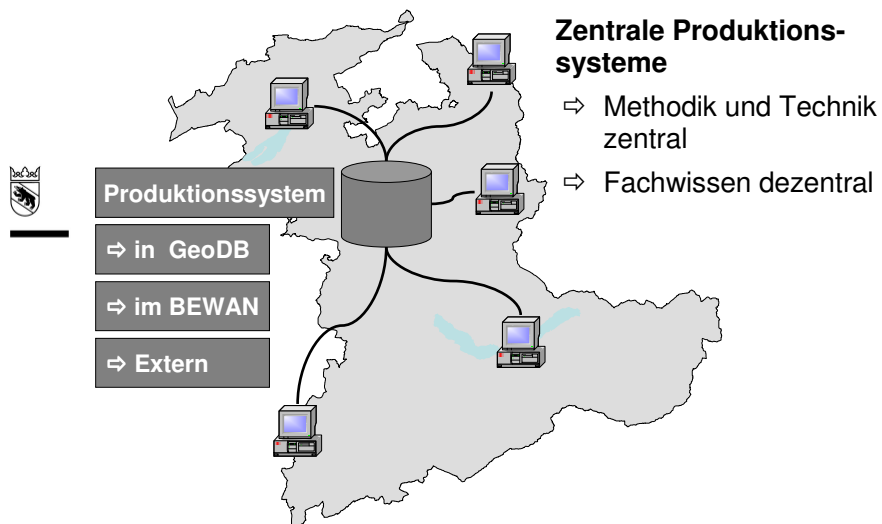 Zentrale Produktions-
systeme
⇨ Methodik und Technik
zentral
⇨ Fachwissen dezentral
Produktionssystem
⇨ in GeoDB
⇨ im BEWAN
⇨ Extern